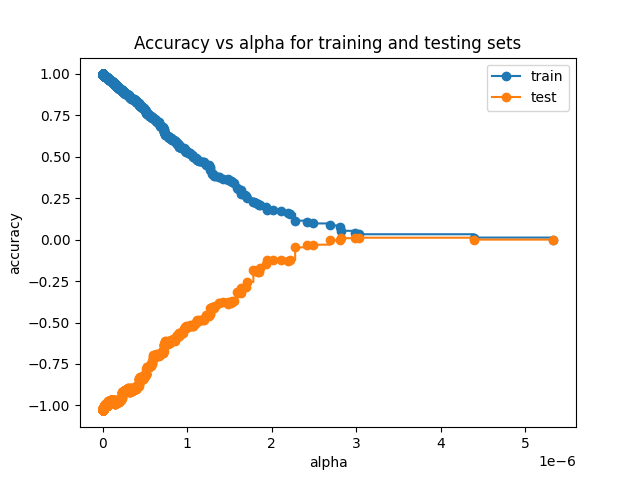 Accuracy vs alpha for training and testing sets
train
test
accuracy
1.00
0.75
0.50
0.25
0.00
−0.25
−0.50
−0.75
−1.00
0
1
2
3
4
5
1e−6
alpha